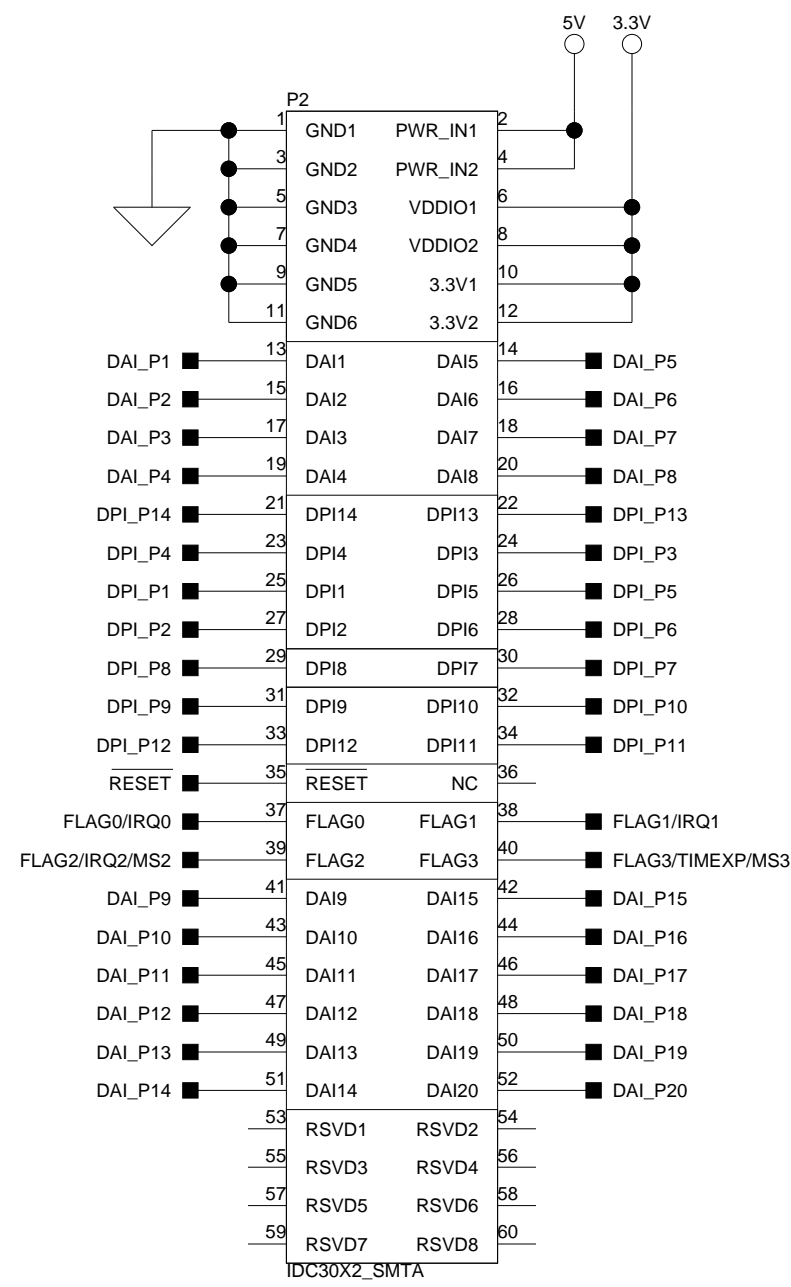 5V 3.3V
P2
1 GND1 PWR_IN1 2
3 GND2 PWR_IN2 4
5 GND3 VDDIO1 6
7 GND4 VDDIO2 8
9 GND5 3.3V1 10
11 GND6 3.3V2 12
DAI_P1 13 DAI1 DAI5 14 DAI_P5
DAI_P2 15 DAI2 DAI6 16 DAI_P6
DAI_P3 17 DAI3 DAI7 18 DAI_P7
DAI_P4 19 DAI4 DAI8 20 DAI_P8
DPI_P14 21 DPI14 DPI13 22 DPI_P13
DPI_P4 23 DPI4 DPI3 24 DPI_P3
DPI_P1 25 DPI1 DPI5 26 DPI_P5
DPI_P2 27 DPI2 DPI6 28 DPI_P6
DPI_P8 29 DPI8 DPI7 30 DPI_P7
DPI_P9 31 DPI9 DPI10 32 DPI_P10
DPI_P12 33 DPI12 DPI11 34 DPI_P11
RESET 35 RESET NC 36
FLAG0/IRQ0 37 FLAG0 FLAG1 38 FLAG1/IRQ1
FLAG2/IRQ2/MS2 39 FLAG2 FLAG3 40 FLAG3/TIMEXP/MS3
DAI_P9 41 DAI9 DAI15 42 DAI_P15
DAI_P10 43 DAI10 DAI16 44 DAI_P16
DAI_P11 45 DAI11 DAI17 46 DAI_P17
DAI_P12 47 DAI12 DAI18 48 DAI_P18
DAI_P13 49 DAI13 DAI19 50 DAI_P19
DAI_P14 51 DAI14 DAI20 52 DAI_P20
53 RSVD1 RSVD2 54
55 RSVD3 RSVD4 56
57 RSVD5 RSVD6 58
59 RSVD7 RSVD8 60
IDC30X2_SMTA